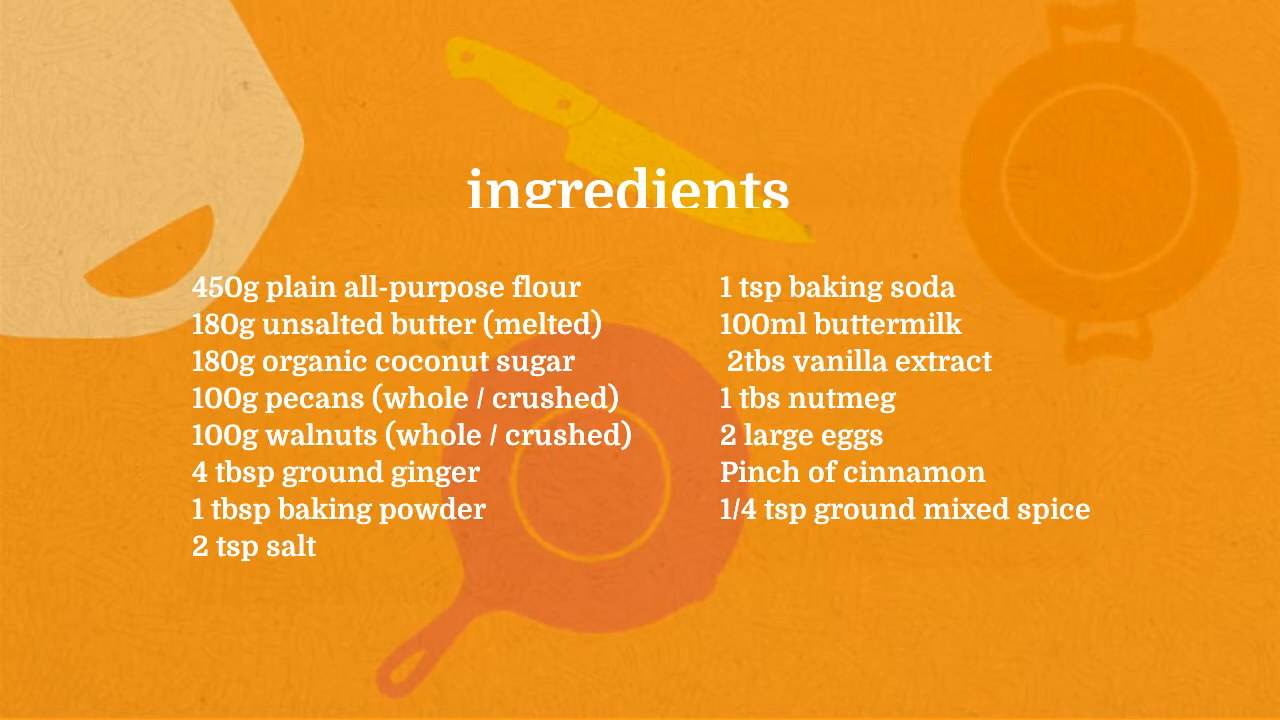 ingredients
450g plain all-purpose flour
180g unsalted butter (melted)
180g organic coconut sugar
100g pecans (whole / crushed)
100g walnuts (whole / crushed)
4 tbsp ground ginger
1 tbsp baking powder
2 tsp salt
1 tsp baking soda
100ml buttermilk
2tbs vanilla extract
1 tbs nutmeg
2 large eggs
Pinch of cinnamon
1/4 tsp ground mixed spice